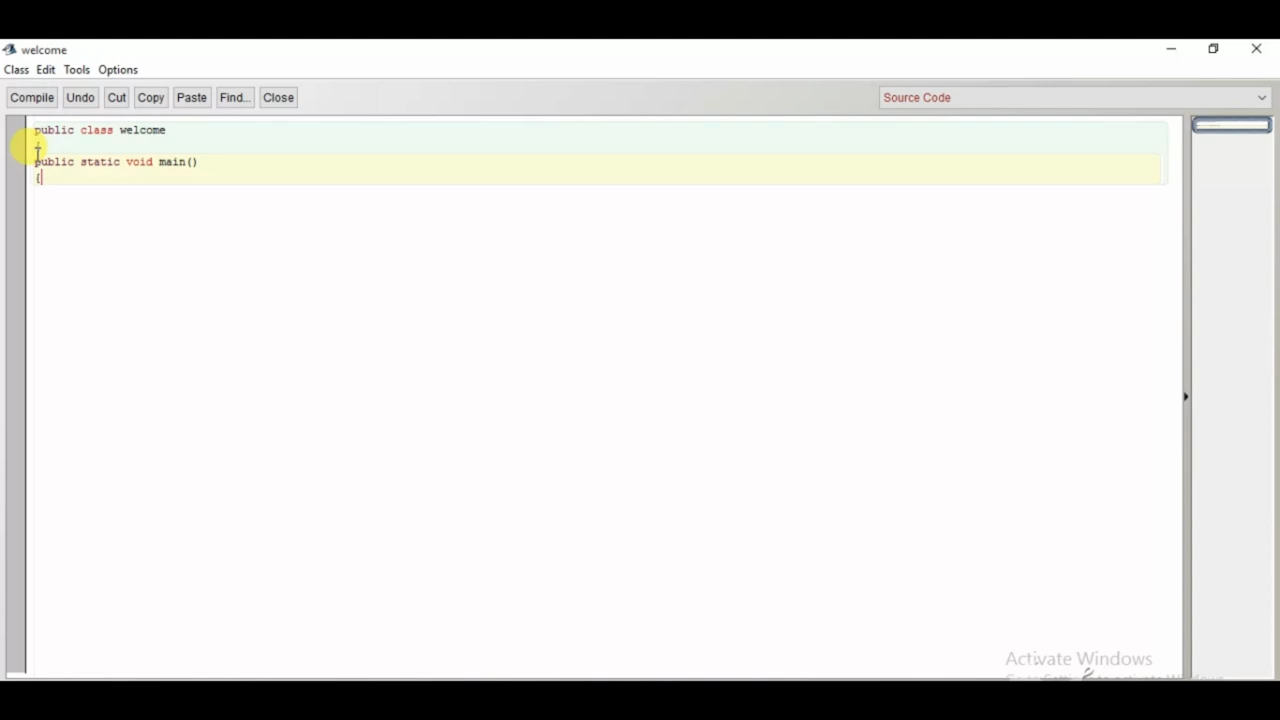 welcome
Class Edit Tools Options
Compile Undo Cut Copy Paste Find... Close Source Code
public class welcome
{
public static void main()
{
Activate Windows